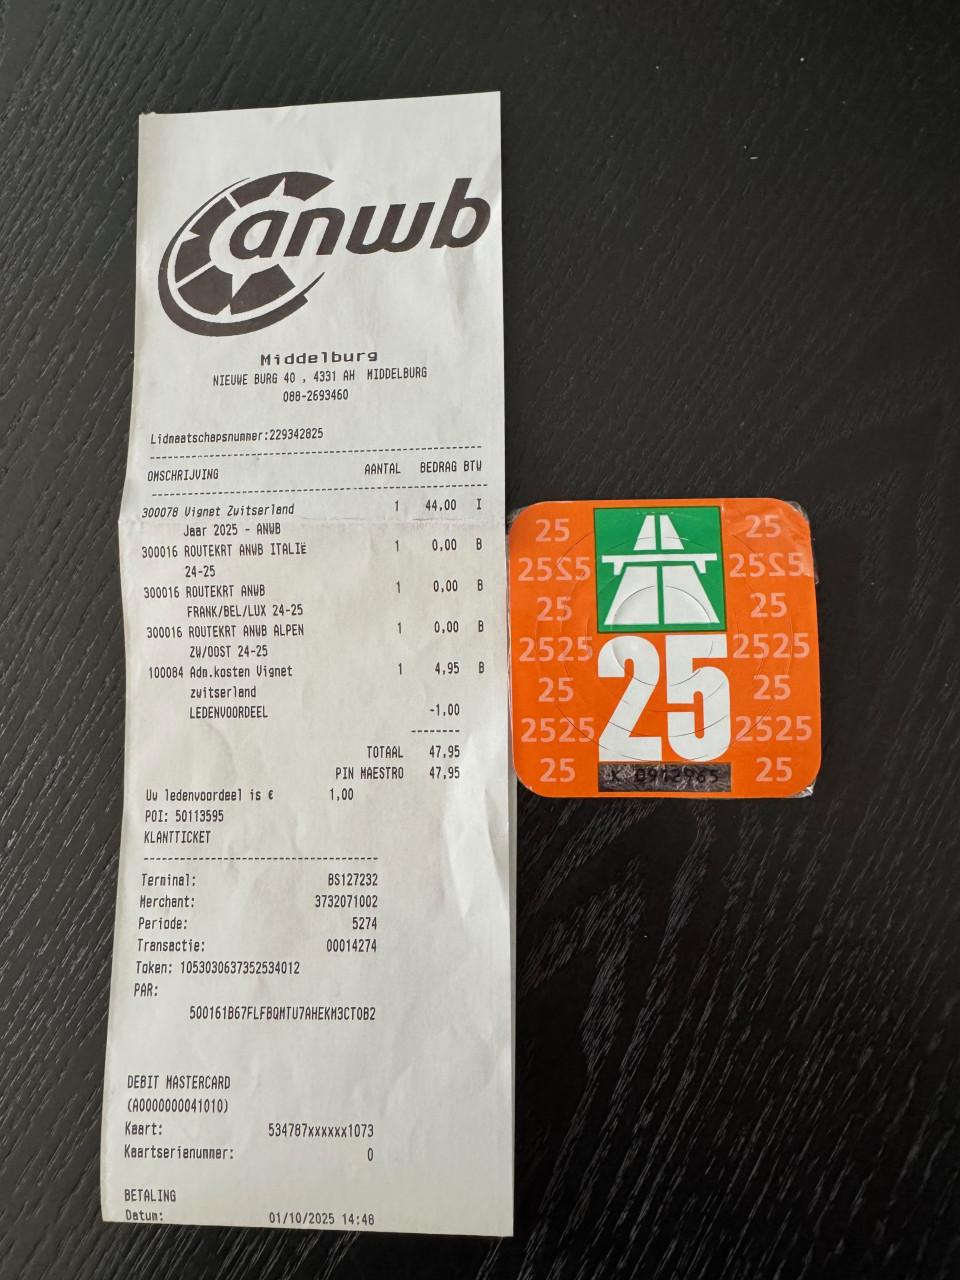 anwb
Middelburg
NIEUWE BURG 40 , 4331 AH MIDDELBURG
088-2693460
Lidmaatschapsnummer:229342825
OMSCHRIJVING AANTAL BEDRAG BTW
300078 Vignet Zwitserland 1 44,00 I
Jaar 2025 - ANWB
300016 ROUTEKRT ANWB ITALIË 1 0,00 B
24-25
300016 ROUTEKRT ANWB 1 0,00 B
FRANK/BEL/LUX 24-25
300016 ROUTEKRT ANWB ALPEN 1 0,00 B
ZW/OOST 24-25
100084 Adm.kosten Vignet 1 4,95 B
zwitserland
LEDENVOORDEEL -1,00
TOTAAL 47,95
PIN MAESTRO 47,95
Uw ledenvoordeel is € 1,00
POI: 50113595
KLANTTICKET
Terminal: BS127232
Merchant: 3732071002
Periode: 5274
Transactie: 00014274
Token: 1053030637352534012
PAR:
500161B67FLFBQMTU7AHEKM3CTOB2
DEBIT MASTERCARD
(A0000000041010)
Kaart: 534787xxxxxx1073
Kaartserienummer: 0
BETALING
Datum: 01/10/2025 14:48
25 25
2525 2525
25 25
2525 2525
25
25 25
2525 2525
25 25
K 0912965